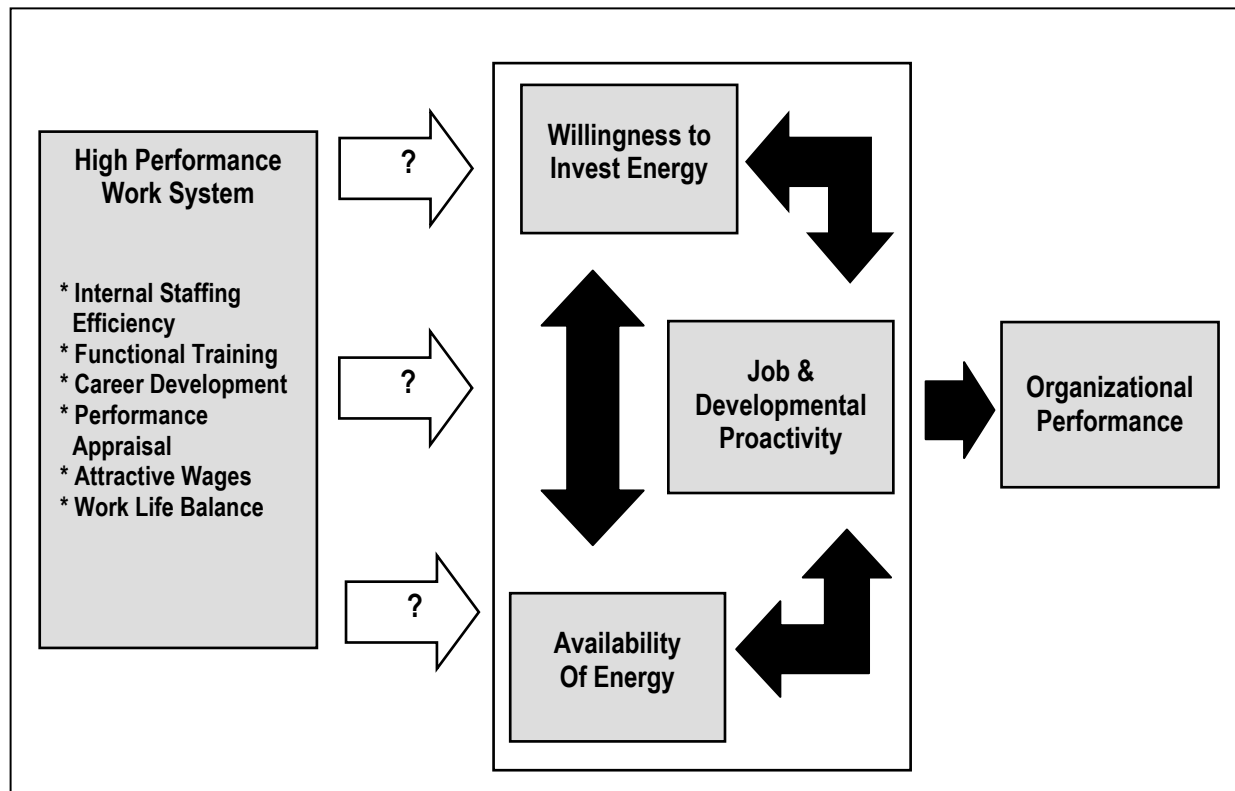 High Performance
Work System
* Internal Staffing
Efficiency
* Functional Training
* Career Development
* Performance
Appraisal
* Attractive Wages
* Work Life Balance
?
?
?
Willingness to
Invest Energy
Job &
Developmental
Proactivity
Availability
Of Energy
Organizational
Performance